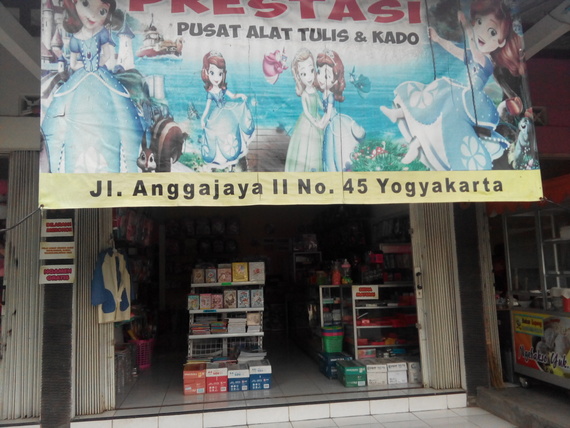 PRESTASI
PUSAT ALAT TULIS & KADO
Jl. Anggajaya II No. 45 Yogyakarta